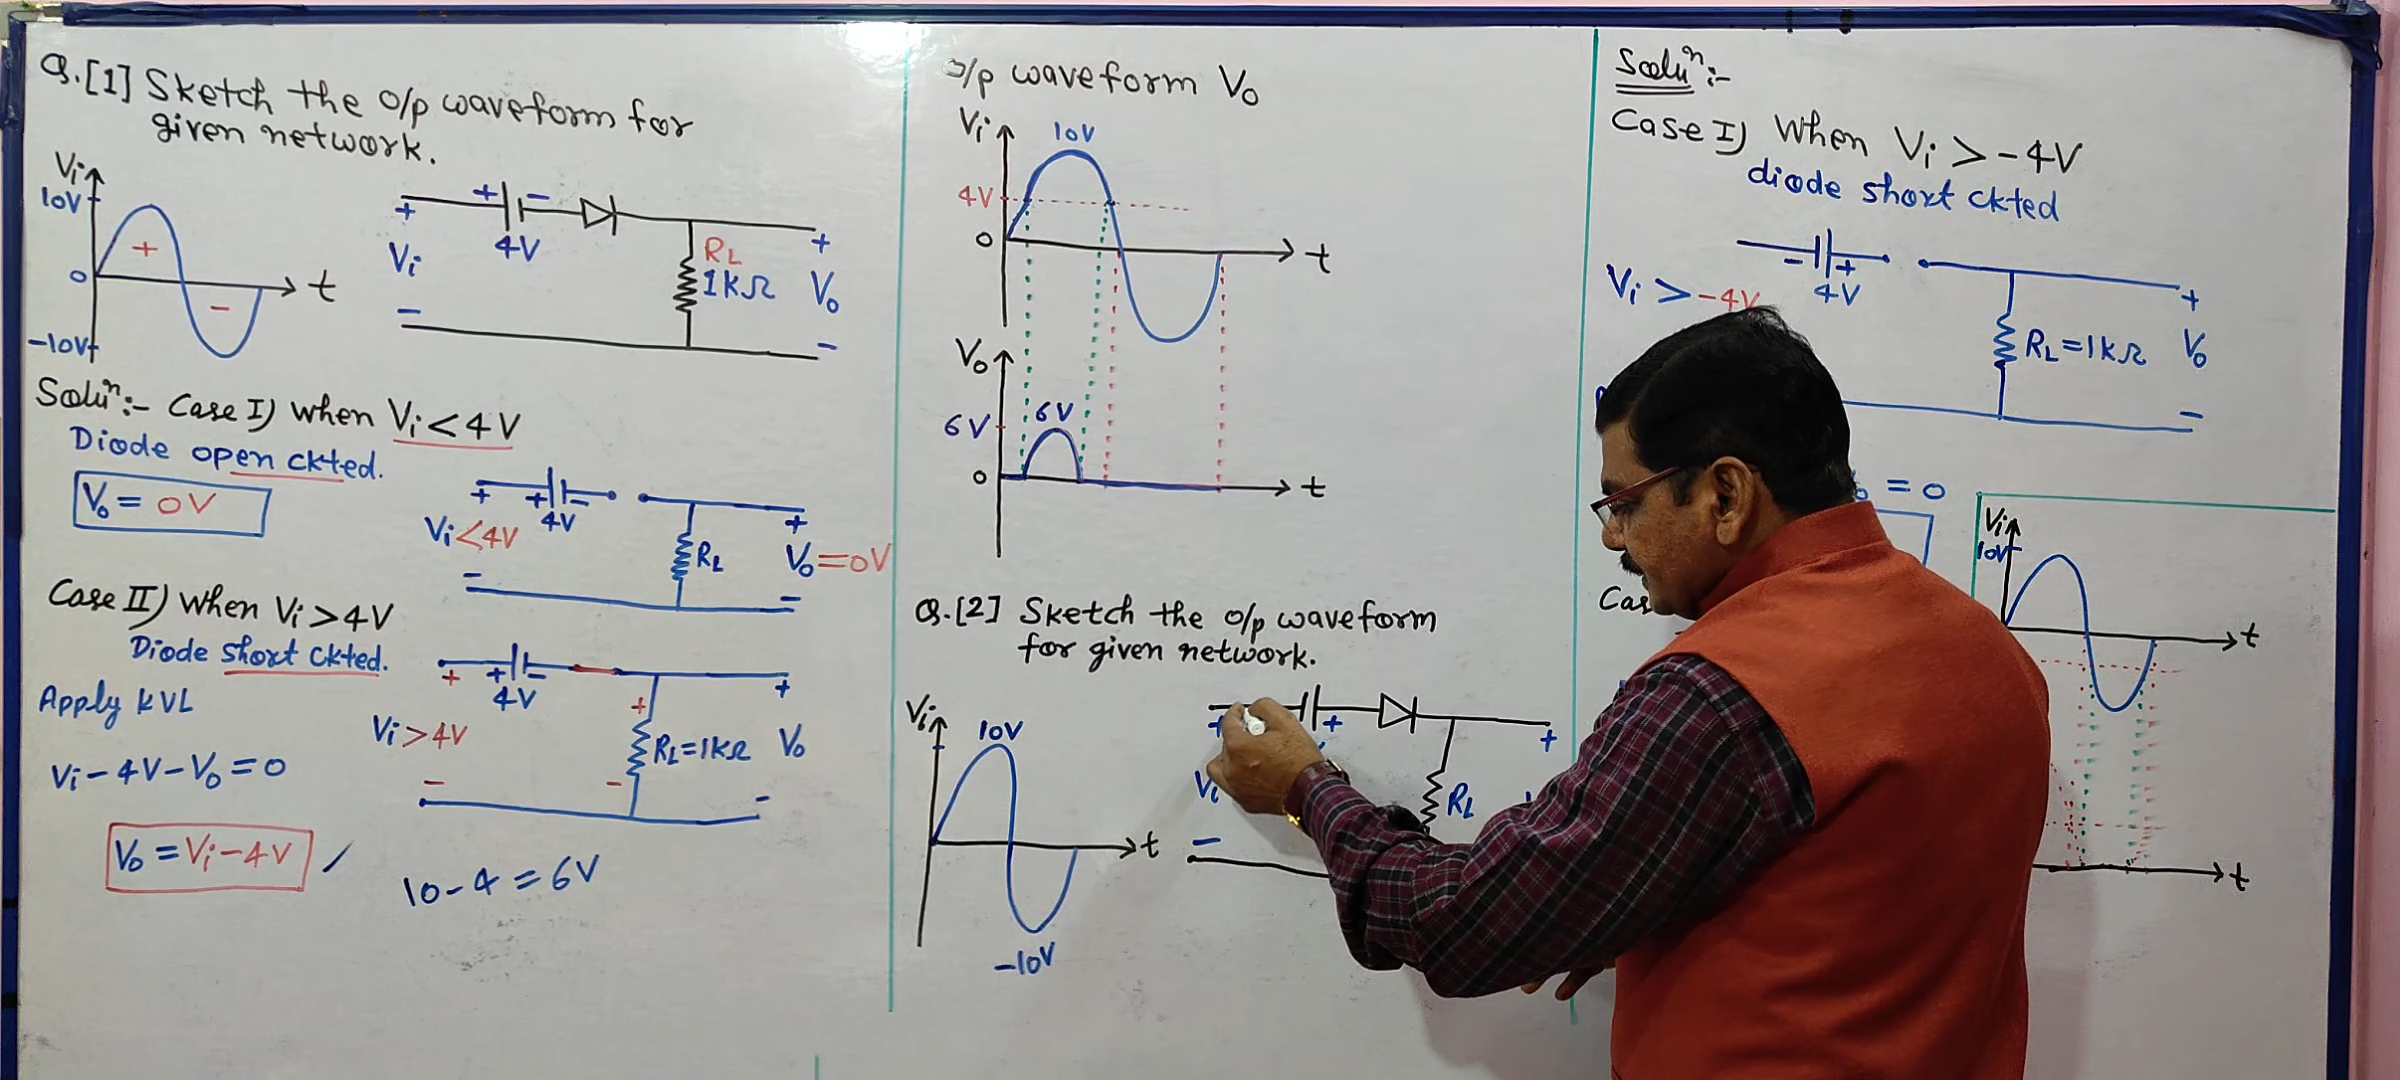 Q.[1] Sketch the o/p waveform for
given network.
Vi
10V
+
0
t
-
-10V
+ -
+
4V
Vi
RL
1kΩ
+
Vo
-
-
Soluⁿ:- Case I) When Vi < 4V
Diode open ckted.
Vo = 0V
+ + -
4V
Vi<4V
RL
+
Vo=0V
-
-
Case II) When Vi > 4V
Diode short ckted.
Apply KVL
Vi - 4V - Vo = 0
Vo = Vi - 4V
10 - 4 = 6V
+ + -
4V
Vi > 4V
+
RL=1kΩ
+
Vo
-
-
-
o/p waveform Vo
Vi
10V
4V
0
t
Vo
6V
6V
0
t
Q.[2] Sketch the o/p waveform
for given network.
Vi
10V
t
-10V
+
+
Vi
RL
+
-
Soluⁿ:-
Case I) When Vi > -4V
diode short ckted
- +
4V
Vi > -4V
RL = 1kΩ
+
Vo
-
= 0
Vi
10V
t
t